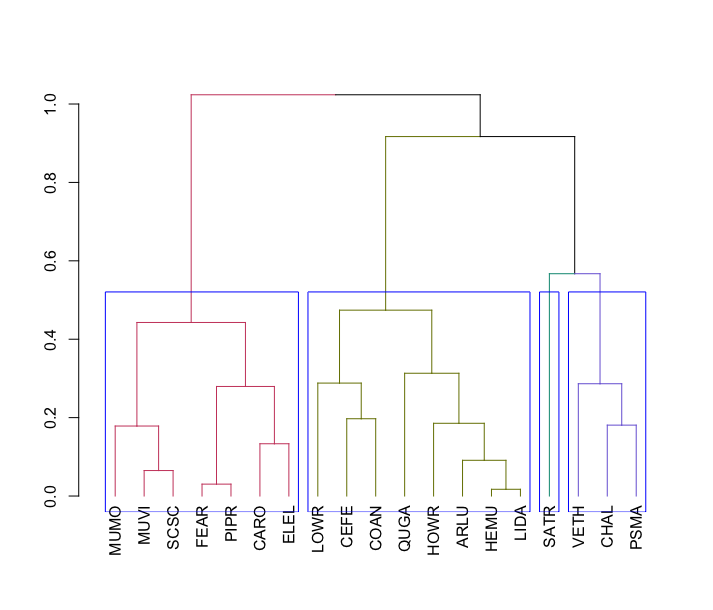 1.0
0.8
0.6
0.4
0.2
0.0
MUMO
MUVI
SCSC
FEAR
PIPR
CARO
ELEL
LOWR
CEFE
COAN
QUGA
HOWR
ARLU
HEMU
LIDA
SATR
VETH
CHAL
PSMA